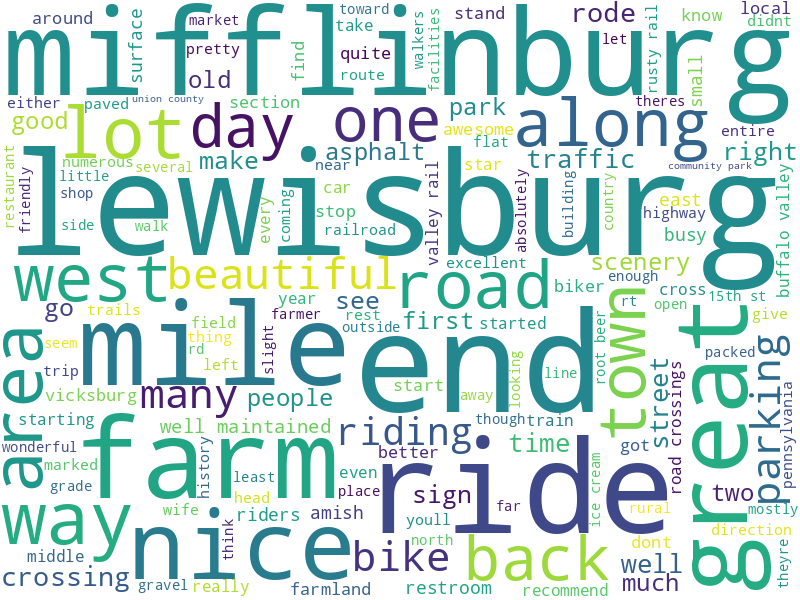 mifflinburg
around
surface
market
pretty
toward
take
quite
route
find
old
walkers
facilities
stand
rode
know
let
rusty rail
small
local
didnt
either
paved
union county
section
good
lot
day
one
park
awesome
flat
along
theres
entire
right
restaurant
friendly
numerous
several
little
make
near
asphalt
star
traffic
community park
shop
side
walk
lewisburg
every
coming
car
stop
railroad
valley rail
absolutely
building
country
east
highway
busy
buffalo valley
west
beautiful
excellent
scenery
road
biker
enough
cross
rt
open
15th st
go
year
see
farmer
rest
outside
first
started
root beer
town
great
give
trails
field
thing
rd
left
slight
seem
trip
mile
end
line
looking
away
packed
area
vicksburg
many
people
start
street
parking
pennsylvania
starting
well maintained
riding
though
train
time
got
road crossings
wonderful
marked
grade
farm
history
least
head
even
place
better
sign
ride
ice cream
two
mostly
way
wife
nice
think
riders
amish
youll
north
far
rural
dont
direction
theyre
middle
crossing
gravel
really
farmland
bike
restroom
back
recommend
well
much